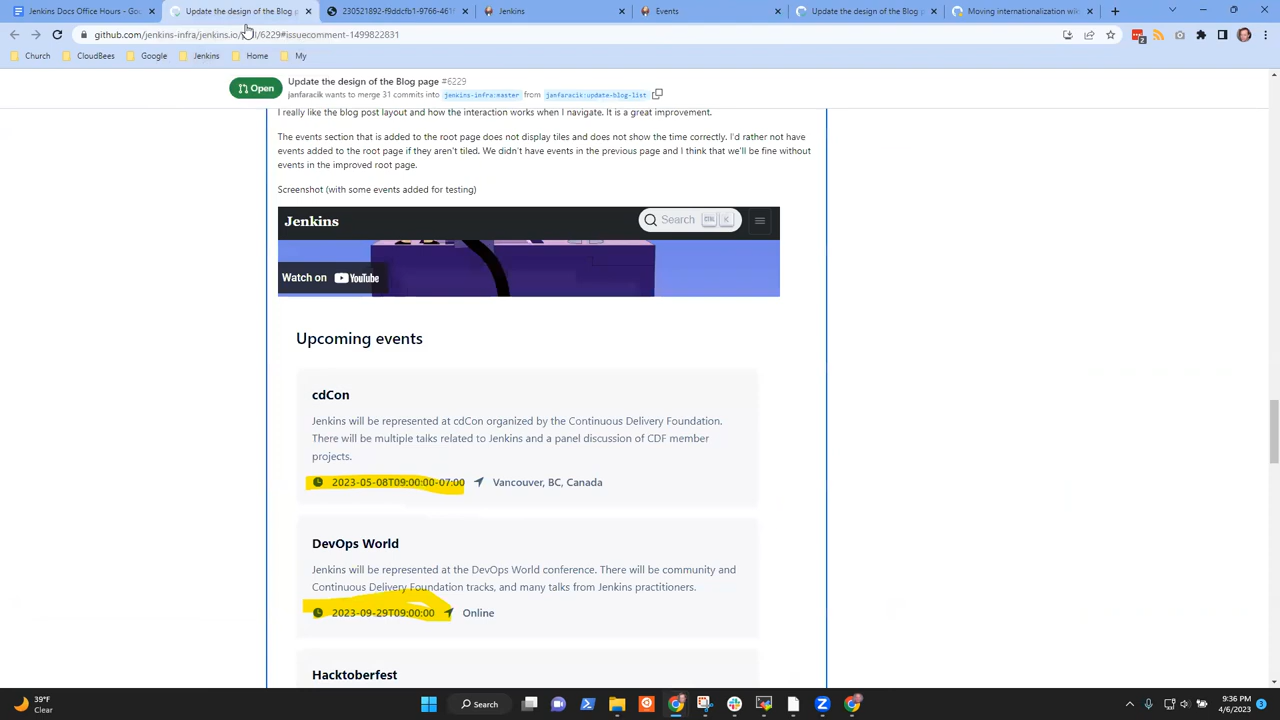 Jenkins Docs Office Hours - Goo
Update the design of the Blog p
230521892-f9ddcfb1-9766-461f
Jenkins
Events
Update the design of the Blog p
Moving internationalization wik
github.com/jenkins-infra/jenkins.io/
/6229#issuecomment-1499822831
Church
CloudBees
Google
Jenkins
Home
My
Open
Update the design of the Blog page #6229
janfaracik wants to merge 31 commits into jenkins-infra:master from janfaracik:update-blog-list
I really like the blog post layout and how the interaction works when I navigate. It is a great improvement.
The events section that is added to the root page does not display tiles and does not show the time correctly. I'd rather not have
events added to the root page if they aren't tiled. We didn't have events in the previous page and I think that we'll be fine without
events in the improved root page.
Screenshot (with some events added for testing)
Jenkins
Search
K
Watch on YouTube
Upcoming events
cdCon
Jenkins will be represented at cdCon organized by the Continuous Delivery Foundation.
There will be multiple talks related to Jenkins and a panel discussion of CDF member
projects.
2023-05-08T09:00:00-07:00 Vancouver, BC, Canada
DevOps World
Jenkins will be represented at the DevOps World conference. There will be community and
Continuous Delivery Foundation tracks, and many talks from Jenkins practitioners.
2023-09-29T09:00:00 Online
Hacktoberfest
39°F
Clear
Search
9:36 PM
4/6/2023